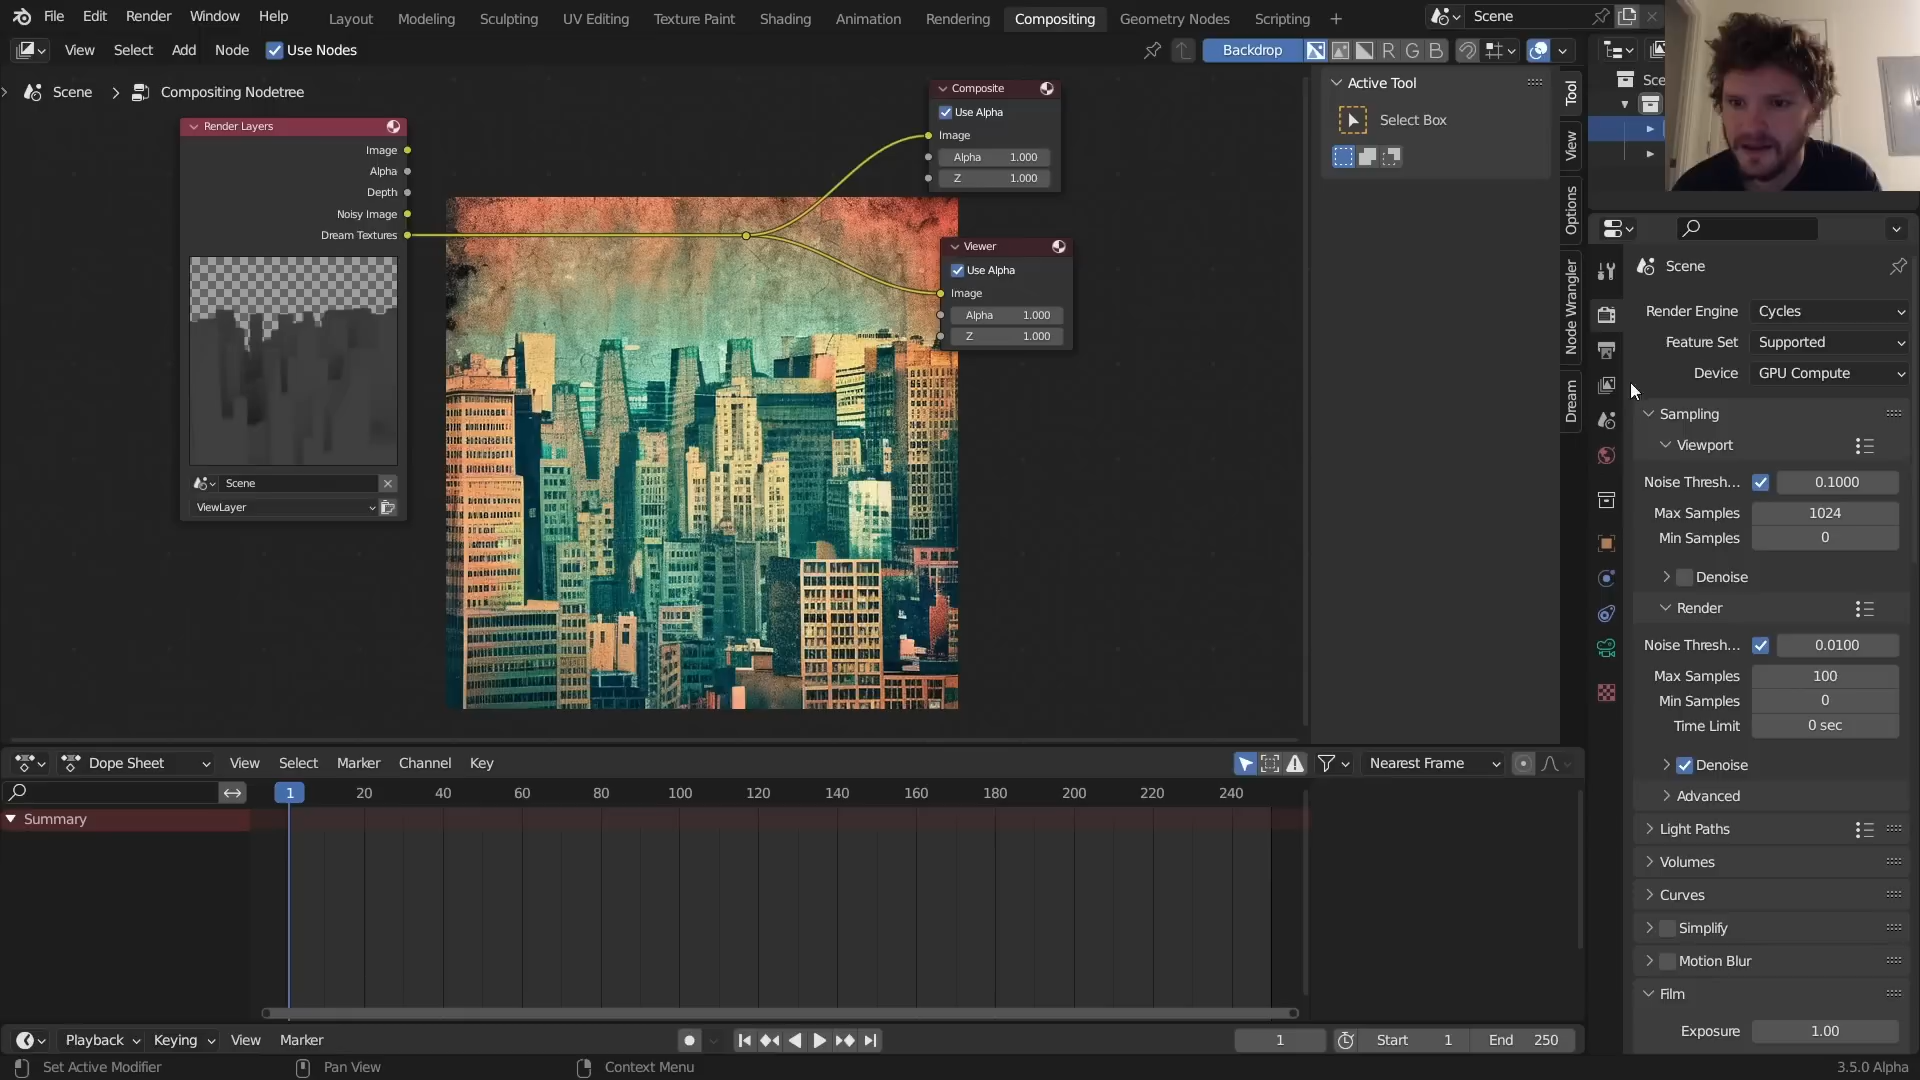 File Edit Render Window Help Layout Modeling Sculpting UV Editing Texture Paint Shading Animation Rendering Compositing Geometry Nodes Scripting + Scene
View Select Add Node Use Nodes Backdrop R G B
Scene > Compositing Nodetree
Render Layers
Image
Alpha
Depth
Noisy Image
Dream Textures
Scene
ViewLayer
Composite
Use Alpha
Image
Alpha 1.000
Z 1.000
Viewer
Use Alpha
Image
Alpha 1.000
Z 1.000
Active Tool
Select Box
Tool
View
Options
Node Wrangler
Dream
Sce
Scene
Render Engine Cycles
Feature Set Supported
Device GPU Compute
Sampling
Viewport
Noise Thresh... 0.1000
Max Samples 1024
Min Samples 0
Denoise
Render
Noise Thresh... 0.0100
Max Samples 100
Min Samples 0
Time Limit 0 sec
Denoise
Advanced
Light Paths
Volumes
Curves
Simplify
Motion Blur
Film
Exposure 1.00
Dope Sheet View Select Marker Channel Key Nearest Frame
1 20 40 60 80 100 120 140 160 180 200 220 240
Summary
Playback Keying View Marker 1 Start 1 End 250
Set Active Modifier Pan View Context Menu 3.5.0 Alpha